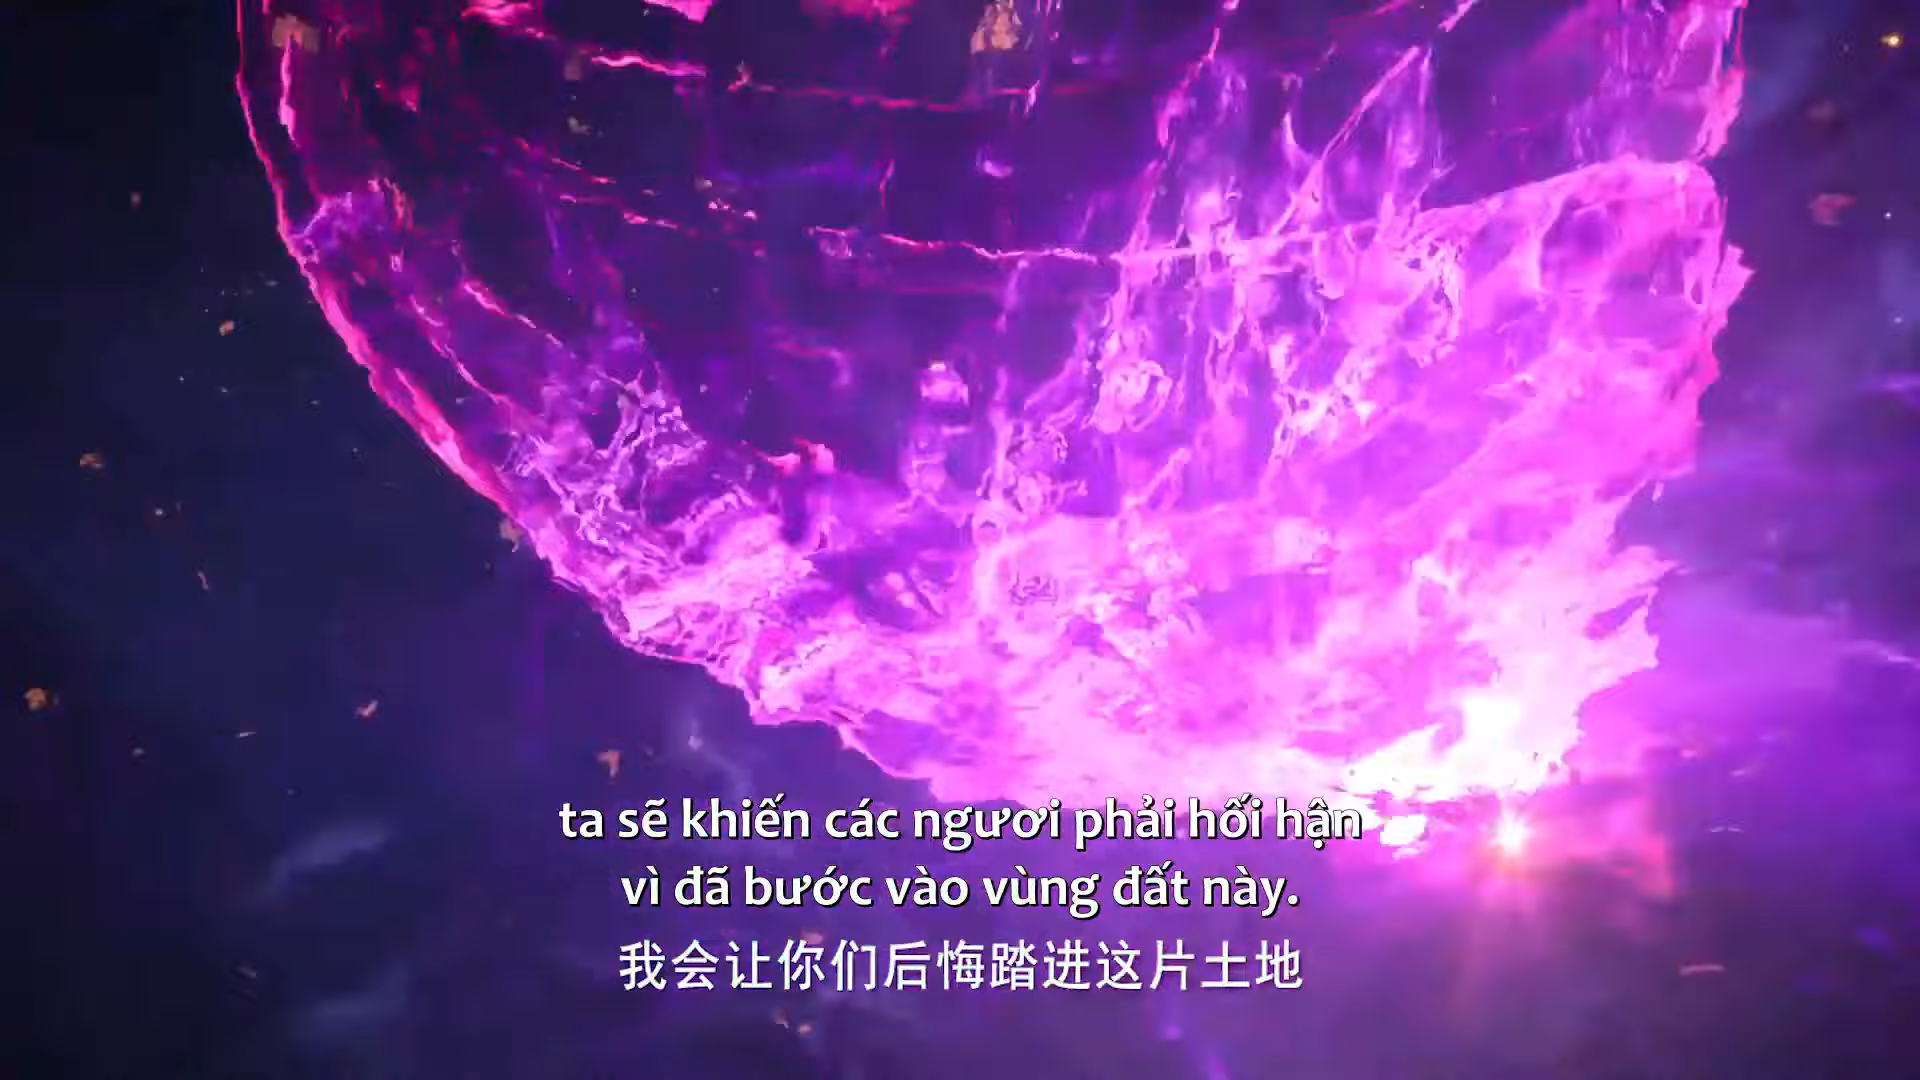 ta sẽ khiến các ngươi phải hối hận
vì đã bước vào vùng đất này.
我会让你们后悔踏进这片土地